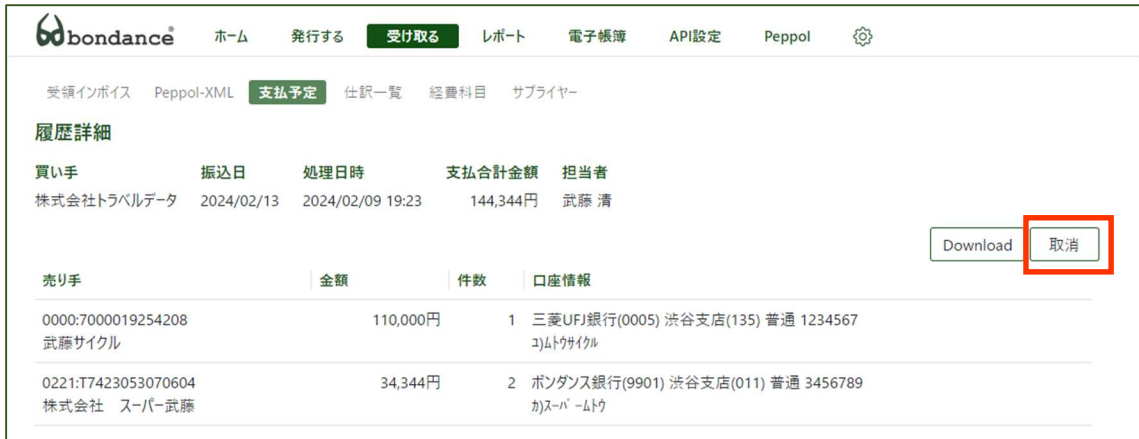 bondance® ホーム 発行する 受け取る レポート 電子帳簿 API設定 Peppol
受領インボイス Peppol-XML 支払予定 仕訳一覧 経費科目 サプライヤー
履歴詳細
買い手 振込日 処理日時 支払合計金額 担当者
株式会社トラベルデータ 2024/02/13 2024/02/09 19:23 144,344円 武藤 清
Download 取消
売り手 金額 件数 口座情報
0000:7000019254208 110,000円 1 三菱UFJ銀行(0005) 渋谷支店(135) 普通 1234567
武藤サイクル ユ)ムトウサイクル
0221:T7423053070604 34,344円 2 ボンダンス銀行(9901) 渋谷支店(011) 普通 3456789
株式会社　スーパー武藤 カ)スーパームトウ